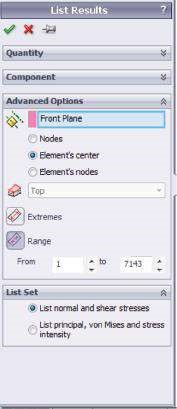 List Results ?
Quantity
Component
Advanced Options
Front Plane
Nodes
Element's center
Element's nodes
Top
Extremes
Range
From 1 to 7143
List Set
List normal and shear stresses
List principal, von Mises and stress
intensity